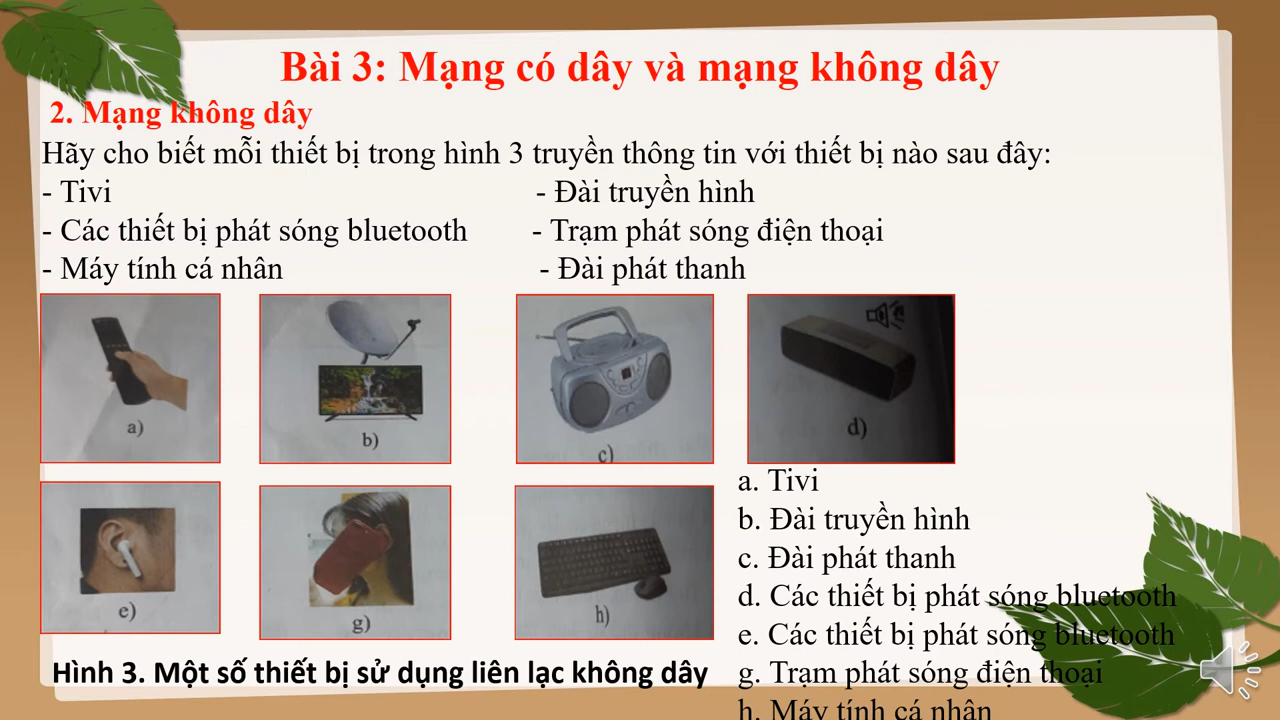 Bài 3: Mạng có dây và mạng không dây
2. Mạng không dây
Hãy cho biết mỗi thiết bị trong hình 3 truyền thông tin với thiết bị nào sau đây:
- Tivi - Đài truyền hình
- Các thiết bị phát sóng bluetooth - Trạm phát sóng điện thoại
- Máy tính cá nhân - Đài phát thanh
a) b) c) d)
e) g) h)
Hình 3. Một số thiết bị sử dụng liên lạc không dây
a. Tivi
b. Đài truyền hình
c. Đài phát thanh
d. Các thiết bị phát sóng bluetooth
e. Các thiết bị phát sóng bluetooth
g. Trạm phát sóng điện thoại
h. Máy tính cá nhân